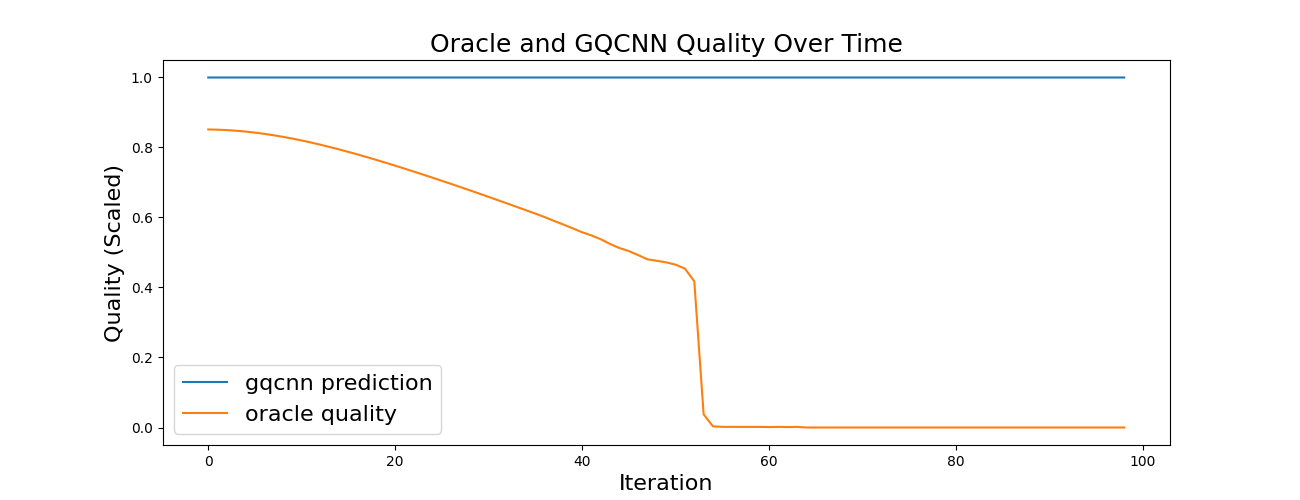 Oracle and GQCNN Quality Over Time
1.0
0.8
0.6
0.4
0.2
0.0
Quality (Scaled)
gqcnn prediction
oracle quality
0 20 40 60 80 100
Iteration